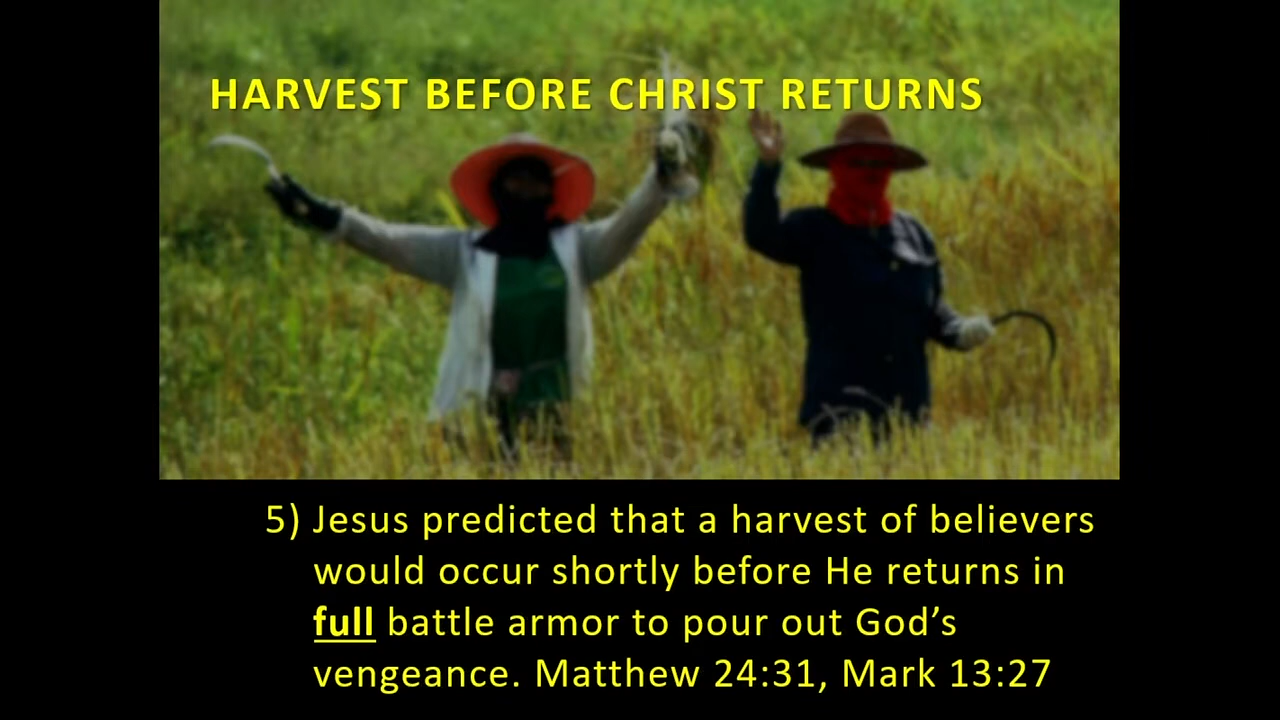 HARVEST BEFORE CHRIST RETURNS
5) Jesus predicted that a harvest of believers
would occur shortly before He returns in
full battle armor to pour out God’s
vengeance. Matthew 24:31, Mark 13:27